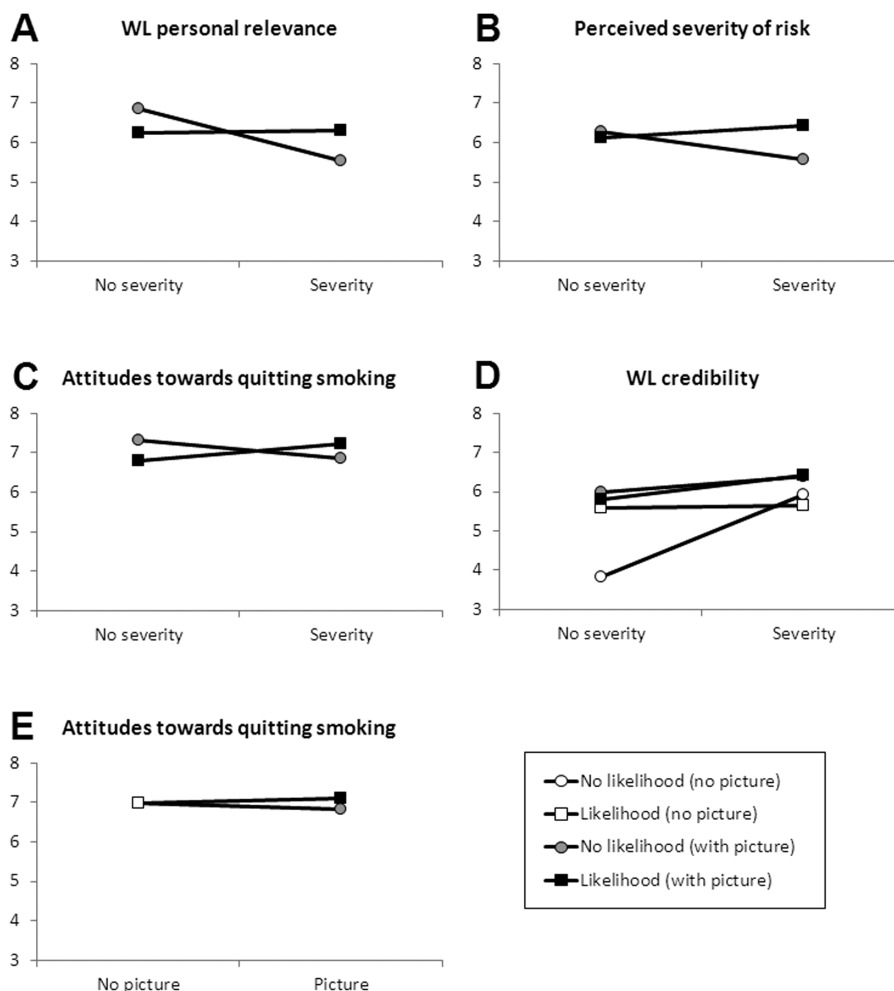 A
WL personal relevance
8
7
6
5
4
3
No severity Severity
B
Perceived severity of risk
8
7
6
5
4
3
No severity Severity
C
Attitudes towards quitting smoking
8
7
6
5
4
3
No severity Severity
D
WL credibility
8
7
6
5
4
3
No severity Severity
E
Attitudes towards quitting smoking
8
7
6
5
4
3
No picture Picture
No likelihood (no picture)
Likelihood (no picture)
No likelihood (with picture)
Likelihood (with picture)